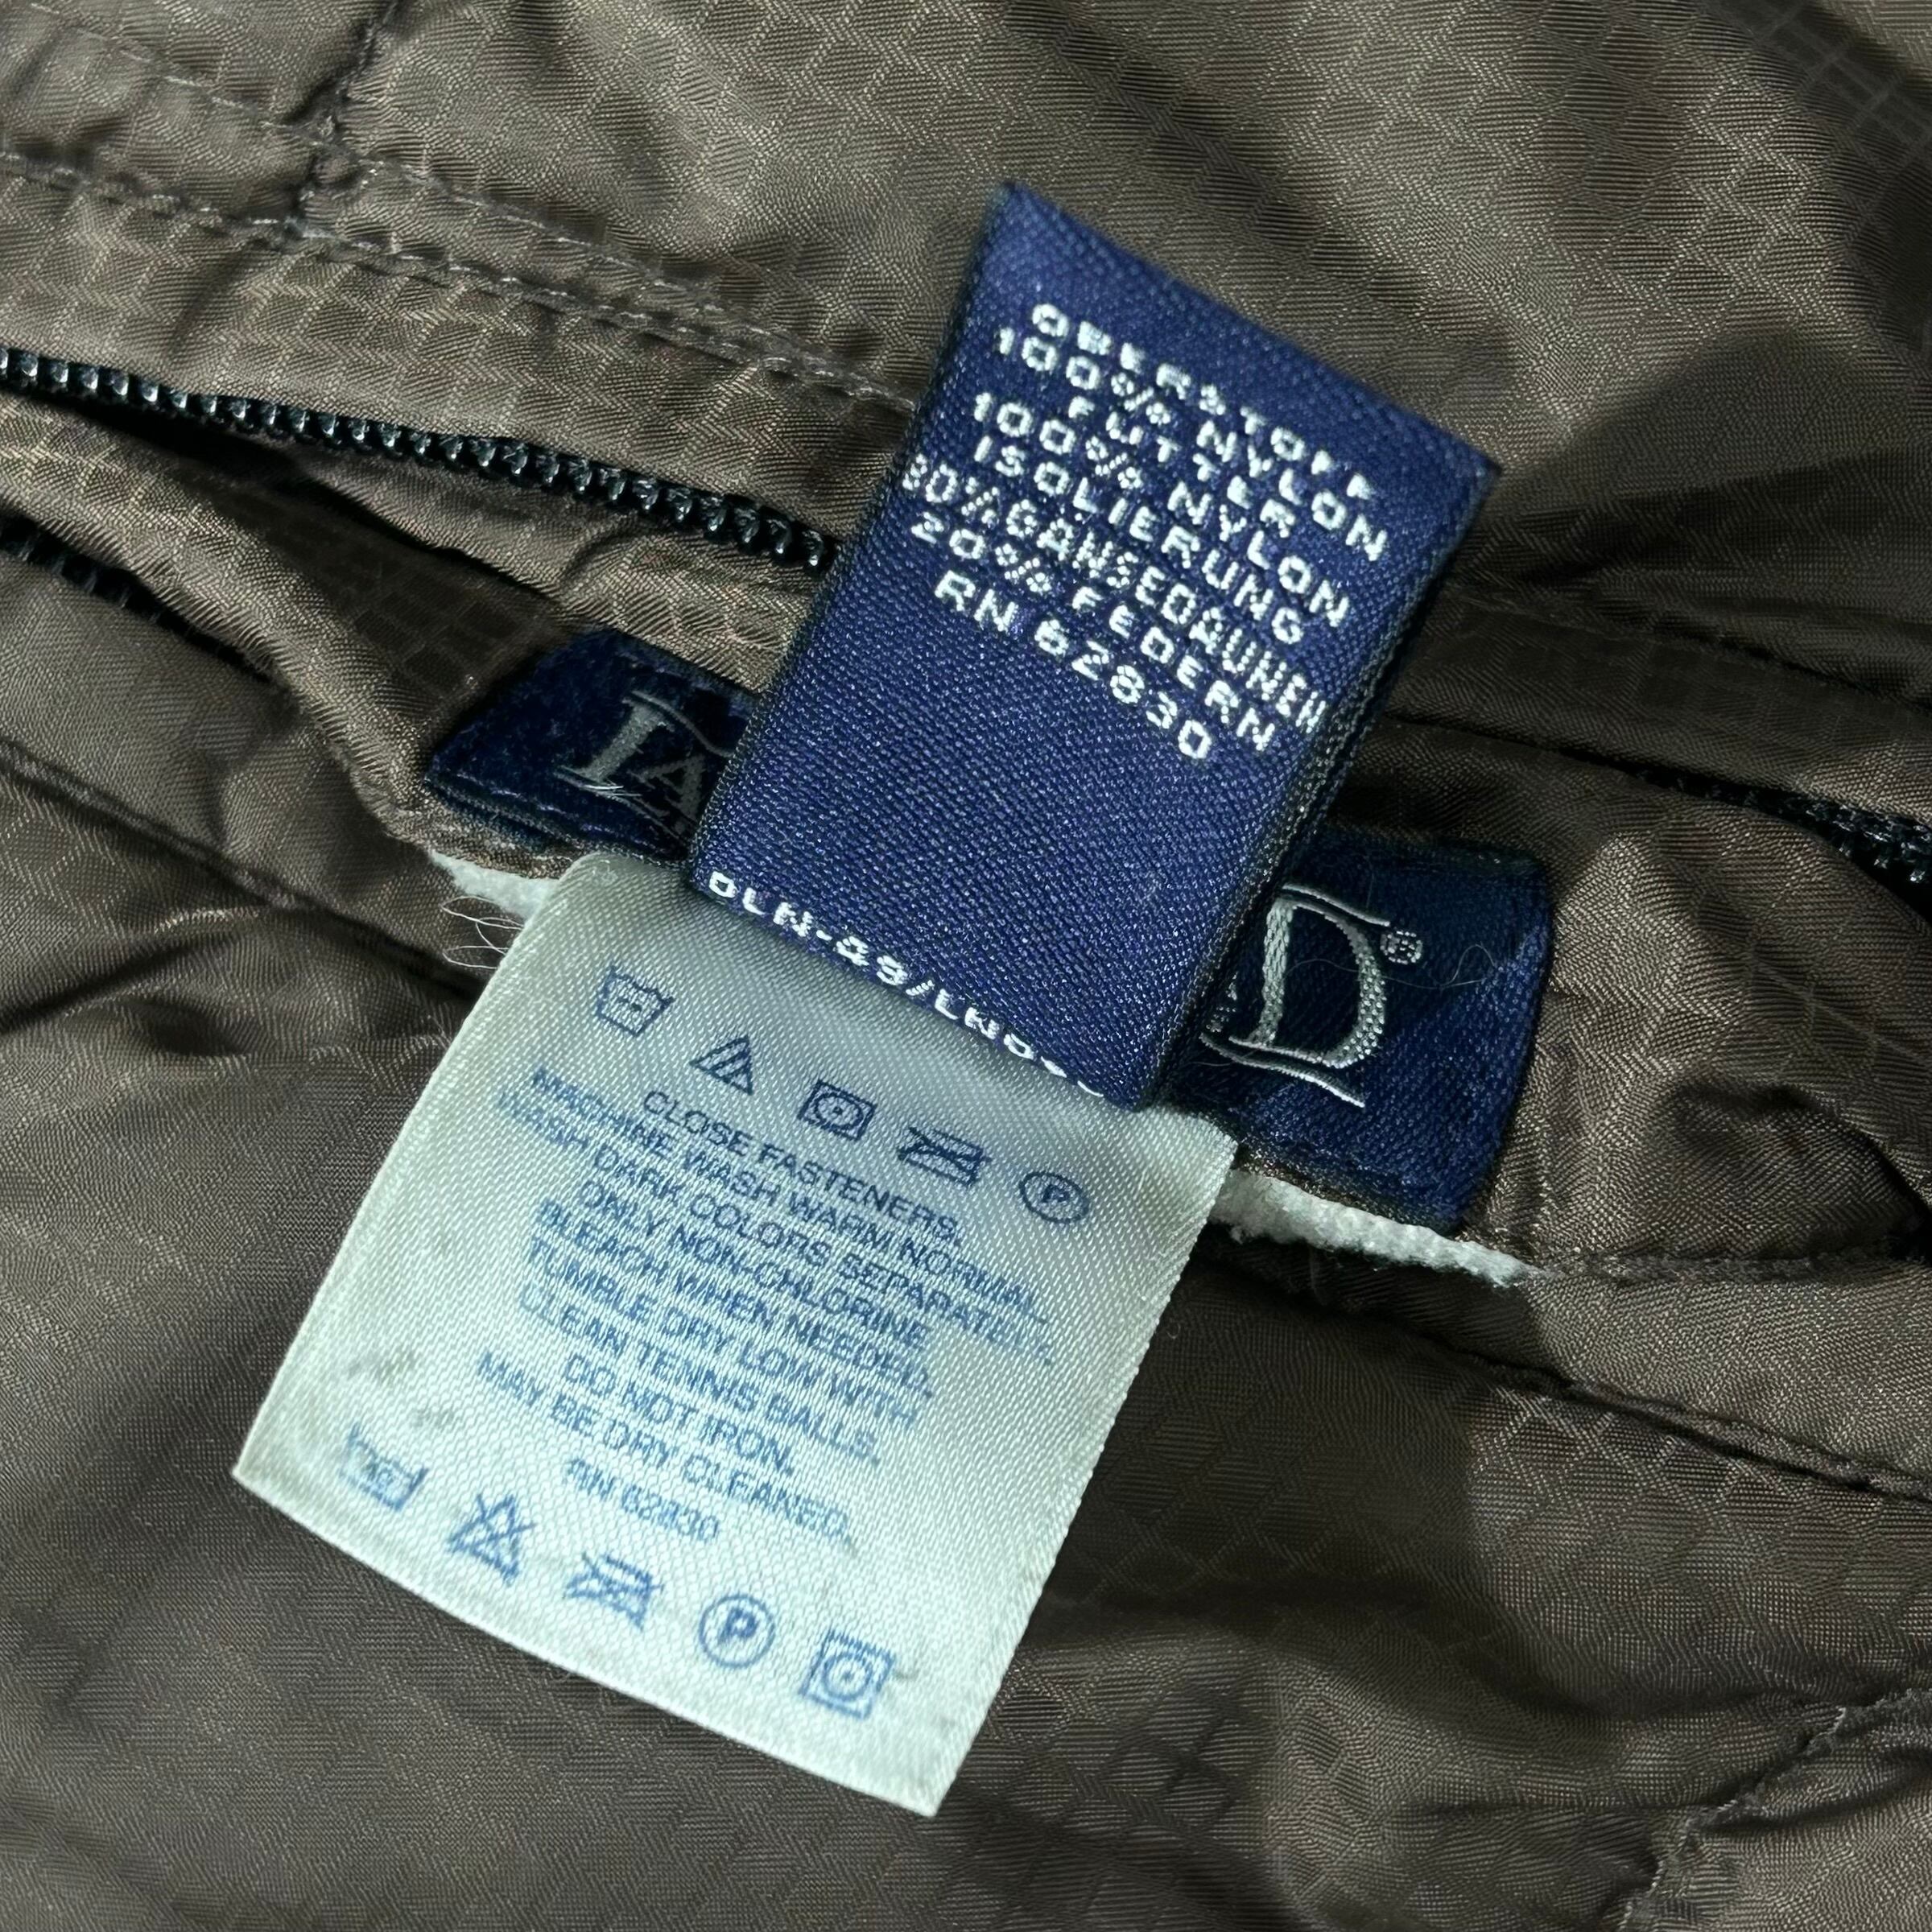 OBERSTOFF
100% NYLON
FUTTER
100% NYLON
ISOLIERUNG
80% GANSEDAUNEN
20% FEDERN
RN 62830
®
CLOSE FASTENERS.
MACHINE WASH WARM NORMAL.
WASH DARK COLORS SEPARATELY.
ONLY NON-CHLORINE
BLEACH WHEN NEEDED.
TUMBLE DRY LOW WITH
CLEAN TENNIS BALLS.
DO NOT IRON.
MAY BE DRY CLEANED.
RN 62830
P
P